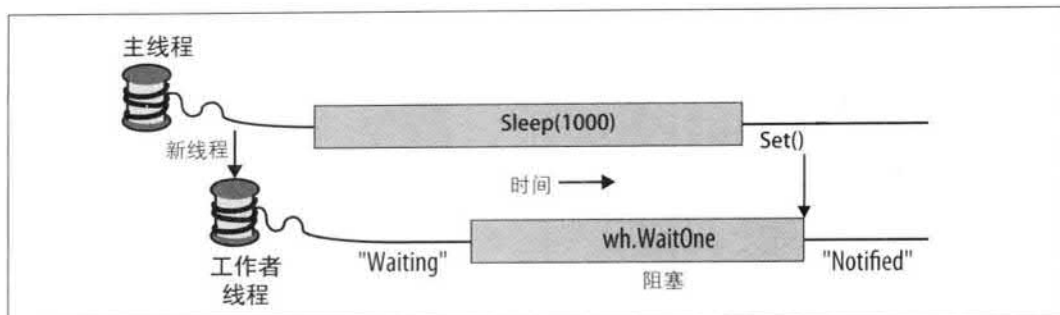 主线程
Sleep(1000)
新线程
Set()
时间
工作者
线程
"Waiting"
wh.WaitOne
阻塞
"Notified"